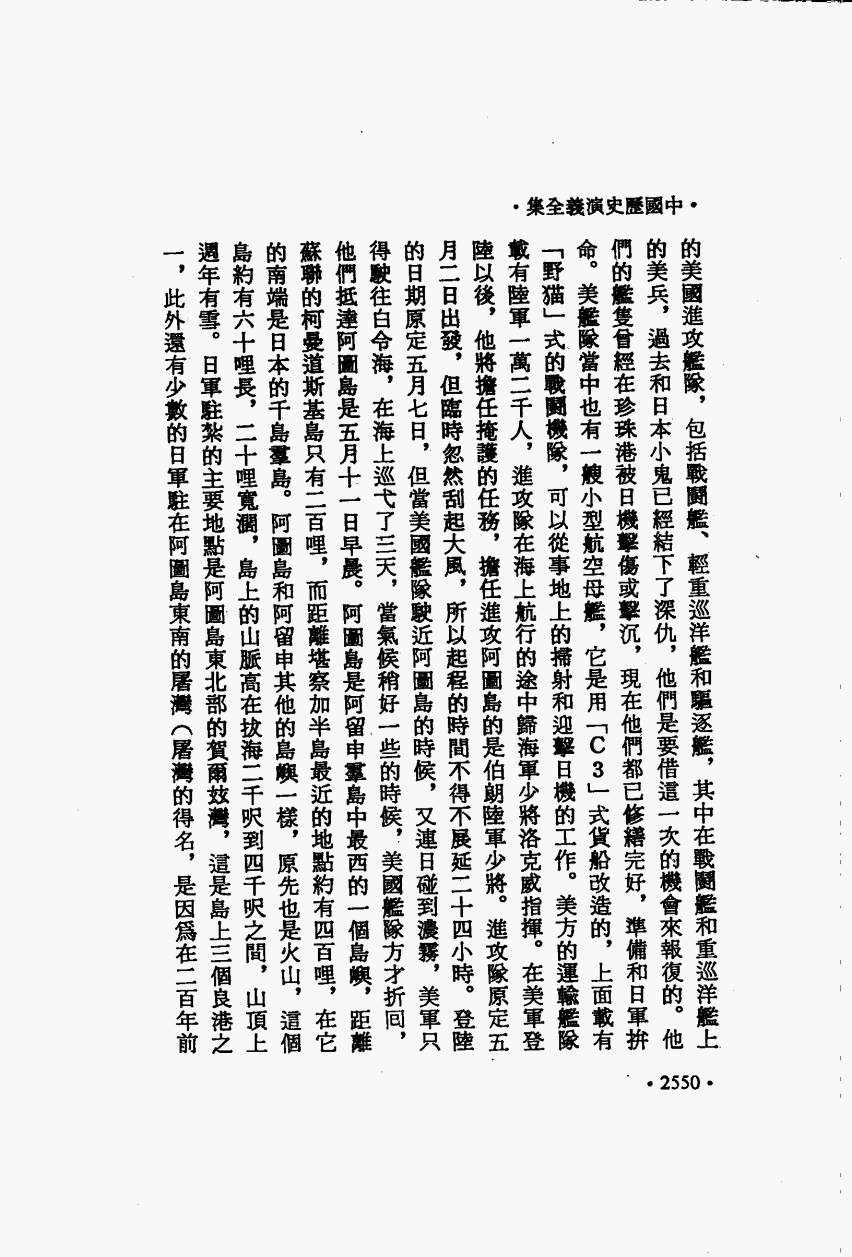 ·中國歷史演義全集·
的美國進攻艦隊，包括戰鬪艦、輕重巡洋艦和驅逐艦，其中在戰鬪艦和重巡洋艦上
的美兵，過去和日本小鬼已經結下了深仇，他們是要借這一次的機會來報復的。他
們的艦隻曾經在珍珠港被日機擊傷或擊沉，現在他們都已修繕完好，準備和日軍拚
命。美艦隊當中也有一艘小型航空母艦，它是用「C3」式貨船改造的，上面載有
「野猫」式的戰鬪機隊，可以從事地上的掃射和迎擊日機的工作。美方的運輸艦隊
載有陸軍一萬二千人，進攻隊在海上航行的途中歸海軍少將洛克威指揮。在美軍登
陸以後，他將擔任掩護的任務，擔任進攻阿圖島的是伯朗陸軍少將。進攻隊原定五
月二日出發，但臨時忽然刮起大風，所以起程的時間不得不展延二十四小時。登陸
的日期原定五月七日，但當美國艦隊駛近阿圖島的時候，又連日碰到濃霧，美軍只
得駛往白令海，在海上巡弋了三天，當氣候稍好一些的時候，美國艦隊方才折囘，
他們抵達阿圖島是五月十一日早晨。阿圖島是阿留申羣島中最西的一個島嶼，距離
蘇聯的柯曼道斯基島只有二百哩，而距離堪察加半島最近的地點約有四百哩，在它
的南端是日本的千島羣島。阿圖島和阿留申其他的島嶼一樣，原先也是火山，這個
島約有六十哩長，二十哩寬濶，島上的山脈高在拔海二千呎到四千呎之間，山頂上
週年有雪。日軍駐紮的主要地點是阿圖島東北部的賀爾玆灣，這是島上三個良港之
一，此外還有少數的日軍駐在阿圖島東南的屠灣（屠灣的得名，是因爲在二百年前
·2550·